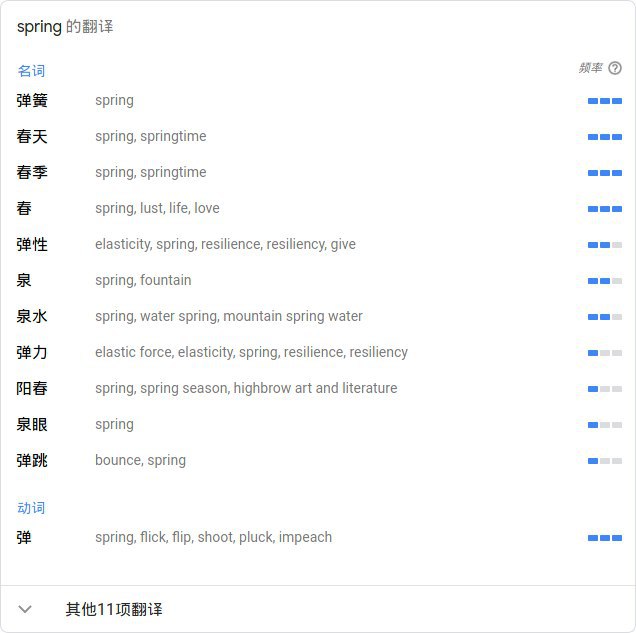 spring 的翻译
名词 频率 ?
弹簧 spring
春天 spring, springtime
春季 spring, springtime
春 spring, lust, life, love
弹性 elasticity, spring, resilience, resiliency, give
泉 spring, fountain
泉水 spring, water spring, mountain spring water
弹力 elastic force, elasticity, spring, resilience, resiliency
阳春 spring, spring season, highbrow art and literature
泉眼 spring
弹跳 bounce, spring
动词
弹 spring, flick, flip, shoot, pluck, impeach
其他11项翻译